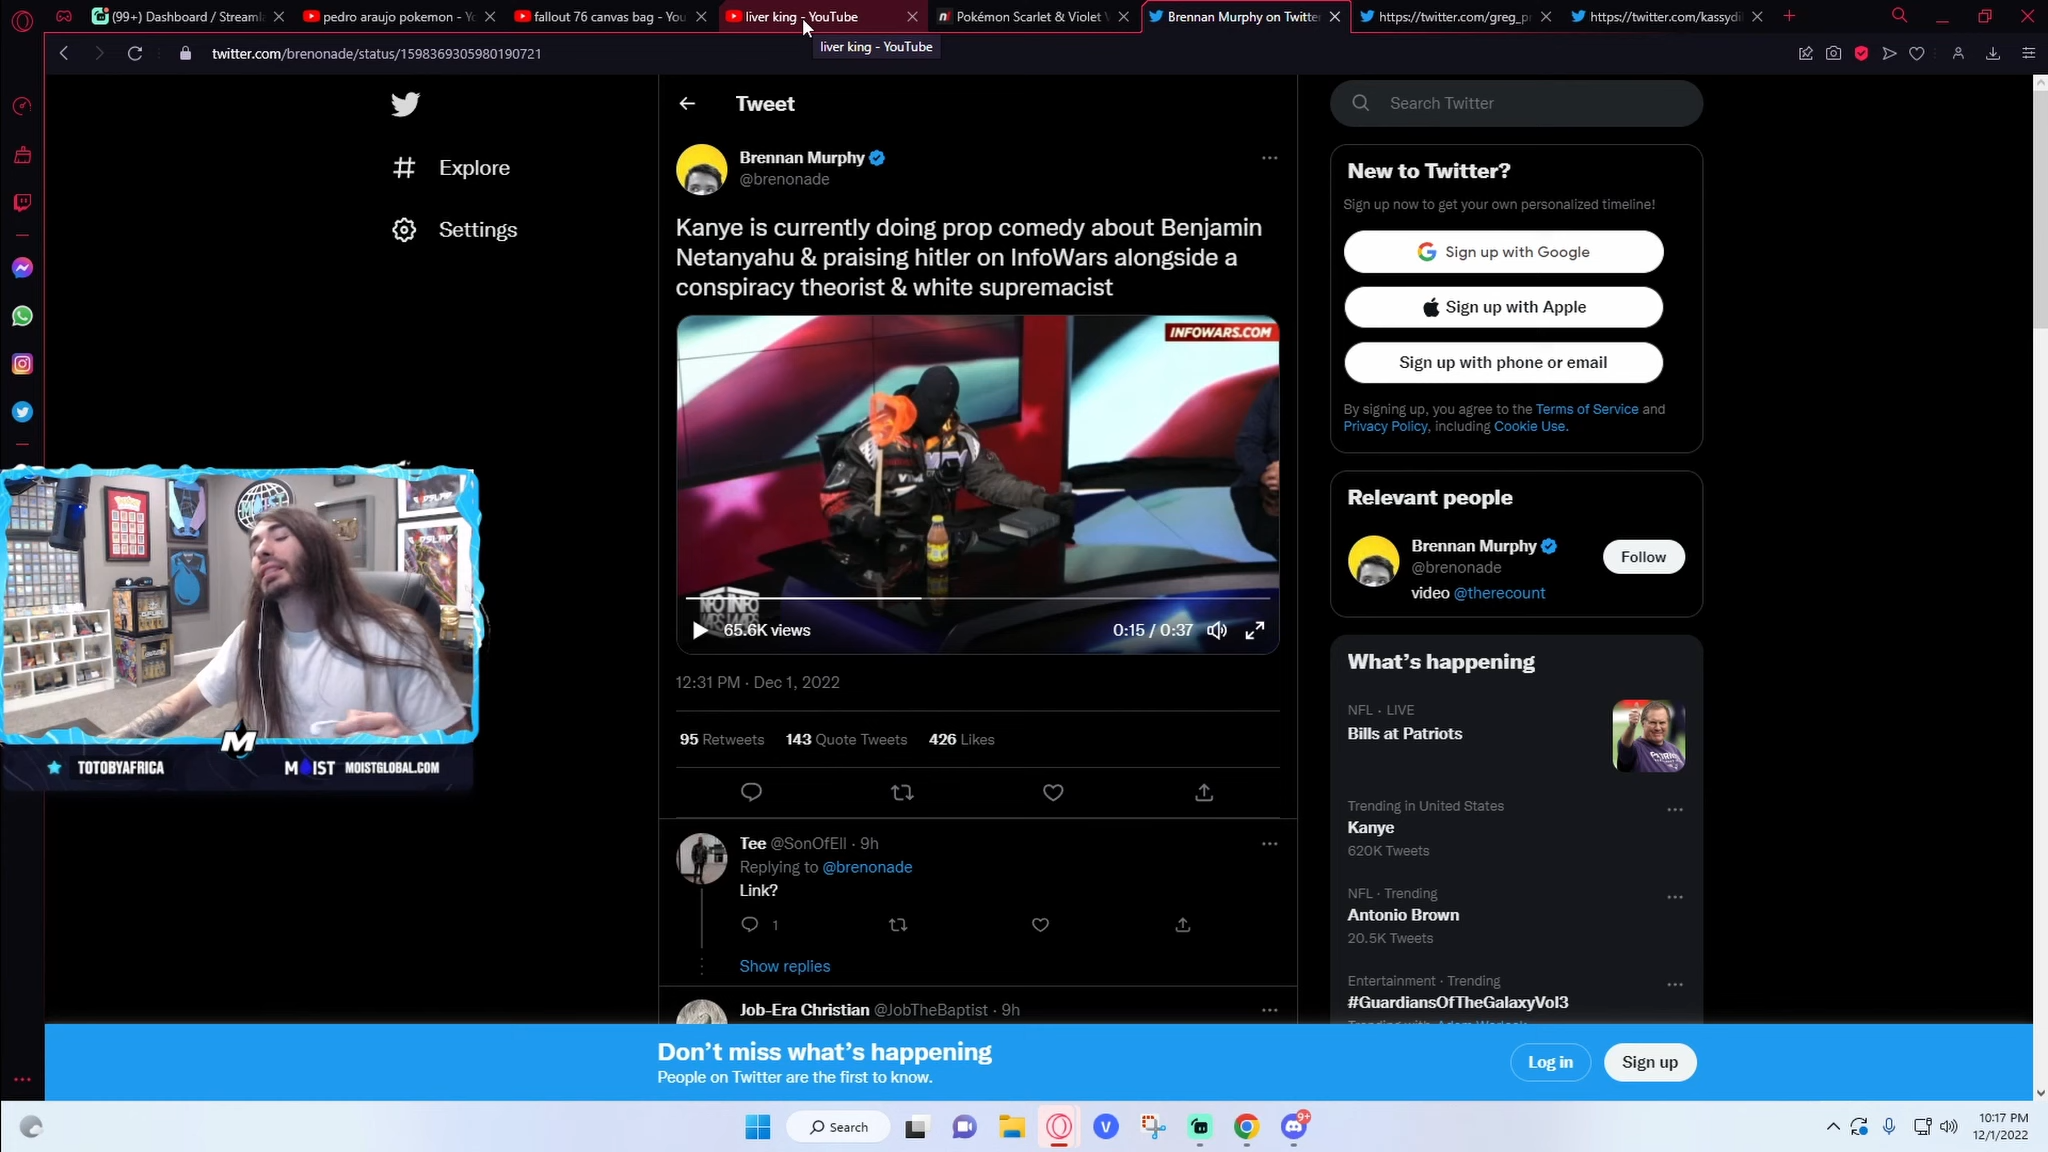 (99+) Dashboard / Streaml
pedro araujo pokemon - Yo
fallout 76 canvas bag - You
liver king - YouTube
Pokémon Scarlet & Violet
Brennan Murphy on Twitter
https://twitter.com/greg_pr
https://twitter.com/kassydil
liver king - YouTube
twitter.com/brenonade/status/1598369305980190721
Explore
Settings
Tweet
Brennan Murphy
@brenonade
Kanye is currently doing prop comedy about Benjamin
Netanyahu & praising hitler on InfoWars alongside a
conspiracy theorist & white supremacist
INFOWARS.COM
65.6K views
0:15 / 0:37
12:31 PM · Dec 1, 2022
95 Retweets 143 Quote Tweets 426 Likes
Tee @SonOfEll · 9h
Replying to @brenonade
Link?
1
Show replies
Job-Era Christian @JobTheBaptist · 9h
Search Twitter
New to Twitter?
Sign up now to get your own personalized timeline!
Sign up with Google
Sign up with Apple
Sign up with phone or email
By signing up, you agree to the Terms of Service and
Privacy Policy, including Cookie Use.
Relevant people
Brennan Murphy
@brenonade
Follow
video @therecount
What's happening
NFL · LIVE
Bills at Patriots
Trending in United States
Kanye
620K Tweets
NFL · Trending
Antonio Brown
20.5K Tweets
Entertainment · Trending
#GuardiansOfTheGalaxyVol3
TOTOBYAFRICA
MOIST
MOISTGLOBAL.COM
Don't miss what's happening
People on Twitter are the first to know.
Log in
Sign up
Search
9+
10:17 PM
12/1/2022